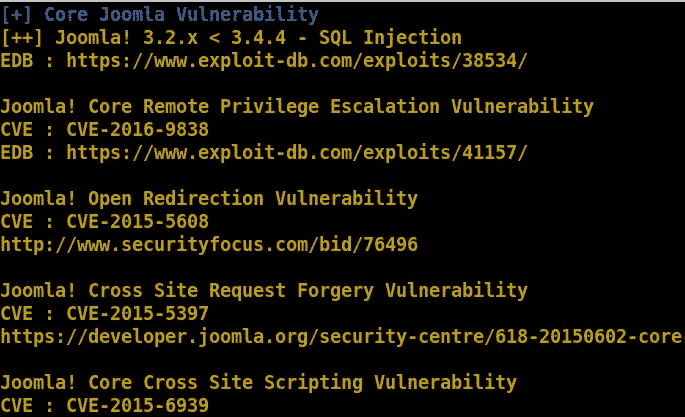 [+] Core Joomla Vulnerability
[++] Joomla! 3.2.x < 3.4.4 - SQL Injection
EDB : https://www.exploit-db.com/exploits/38534/
Joomla! Core Remote Privilege Escalation Vulnerability
CVE : CVE-2016-9838
EDB : https://www.exploit-db.com/exploits/41157/
Joomla! Open Redirection Vulnerability
CVE : CVE-2015-5608
http://www.securityfocus.com/bid/76496
Joomla! Cross Site Request Forgery Vulnerability
CVE : CVE-2015-5397
https://developer.joomla.org/security-centre/618-20150602-core
Joomla! Core Cross Site Scripting Vulnerability
CVE : CVE-2015-6939